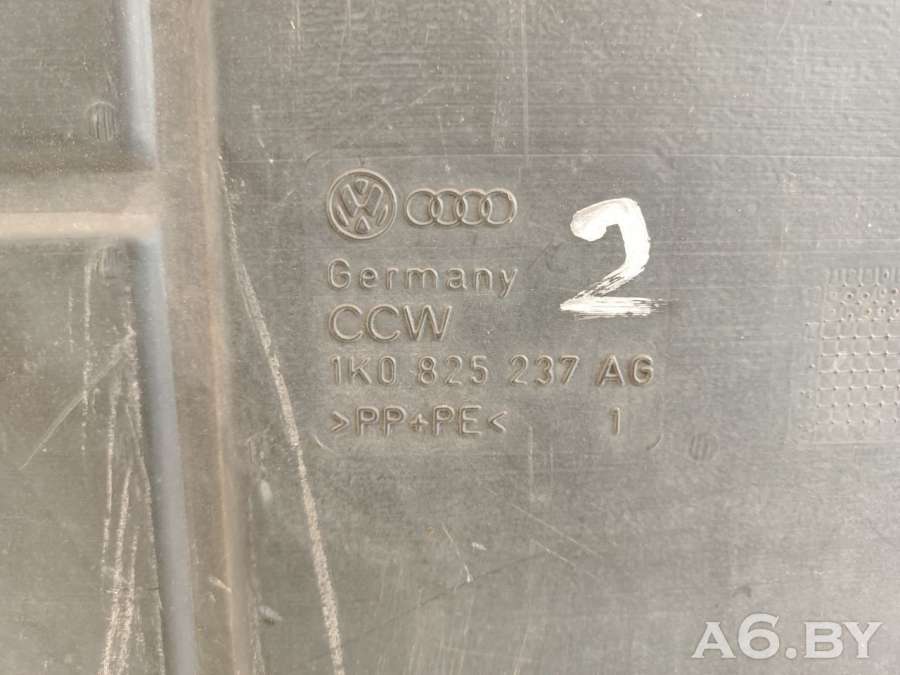 2
Germany
CCW
1K0 825 237 AG
>PP+PE< 1
A6.BY